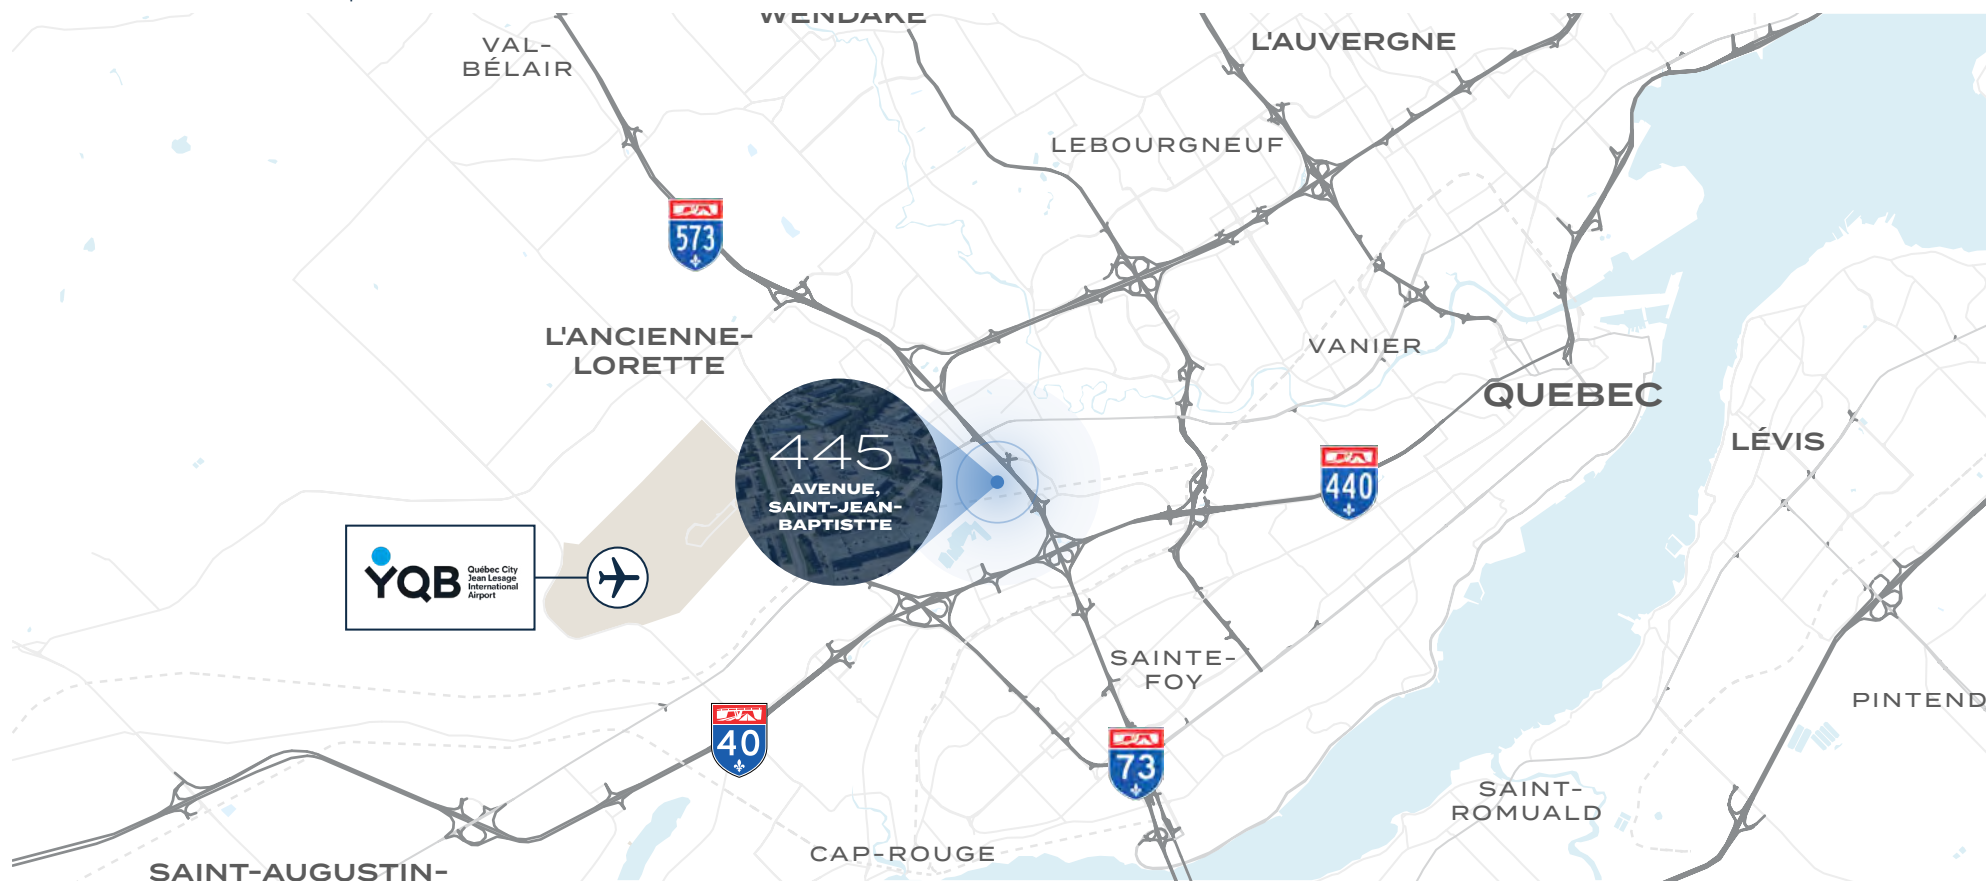 WENDAKE
L'AUVERGNE
VAL-
BÉLAIR
LEBOURGNEUF
573
L'ANCIENNE-
LORETTE
VANIER
QUEBEC
445
AVENUE,
SAINT-JEAN-
BAPTISTTE
LÉVIS
440
YQB
Québec City
Jean Lesage
International
Airport
SAINTE-
FOY
PINTEND
40
73
SAINT-
ROMUALD
CAP-ROUGE
SAINT-AUGUSTIN-